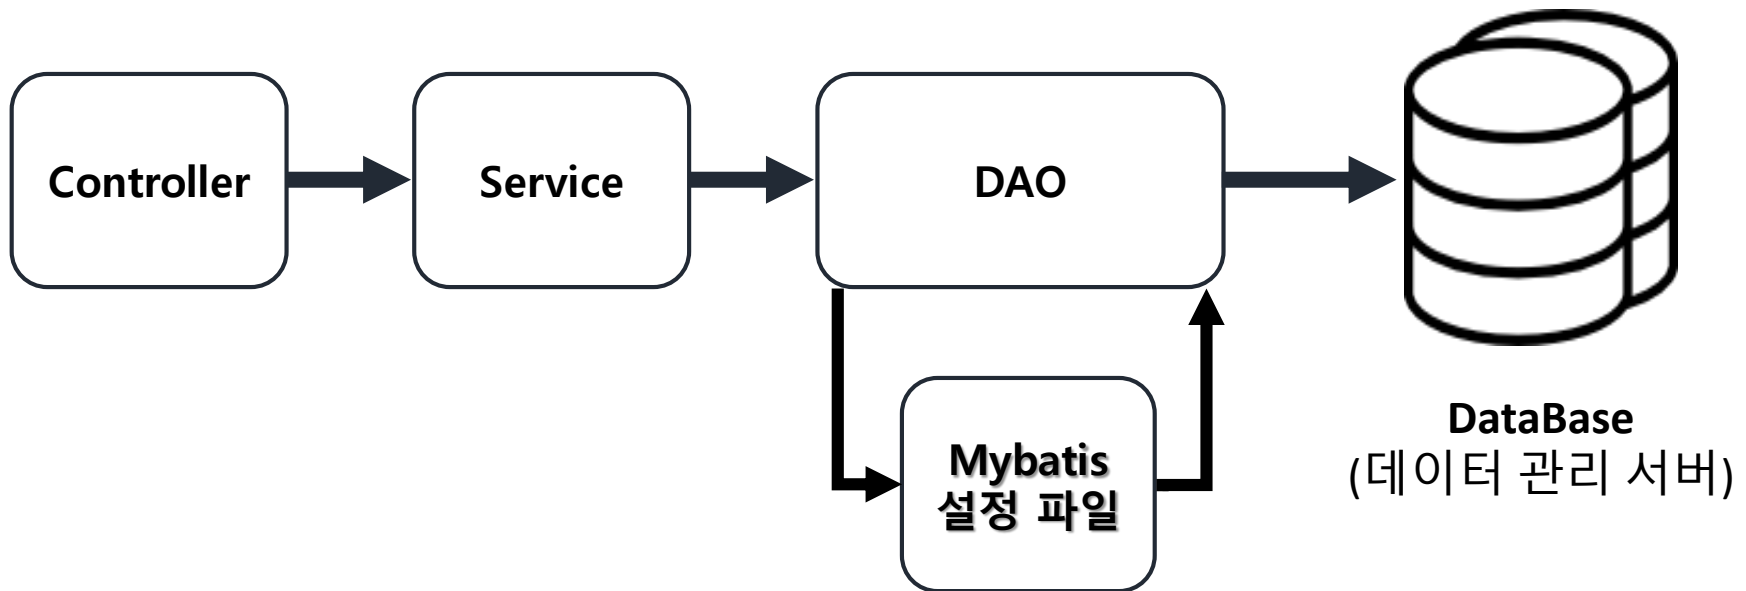 Controller
Service
DAO
Mybatis
설정 파일
DataBase
(데이터 관리 서버)